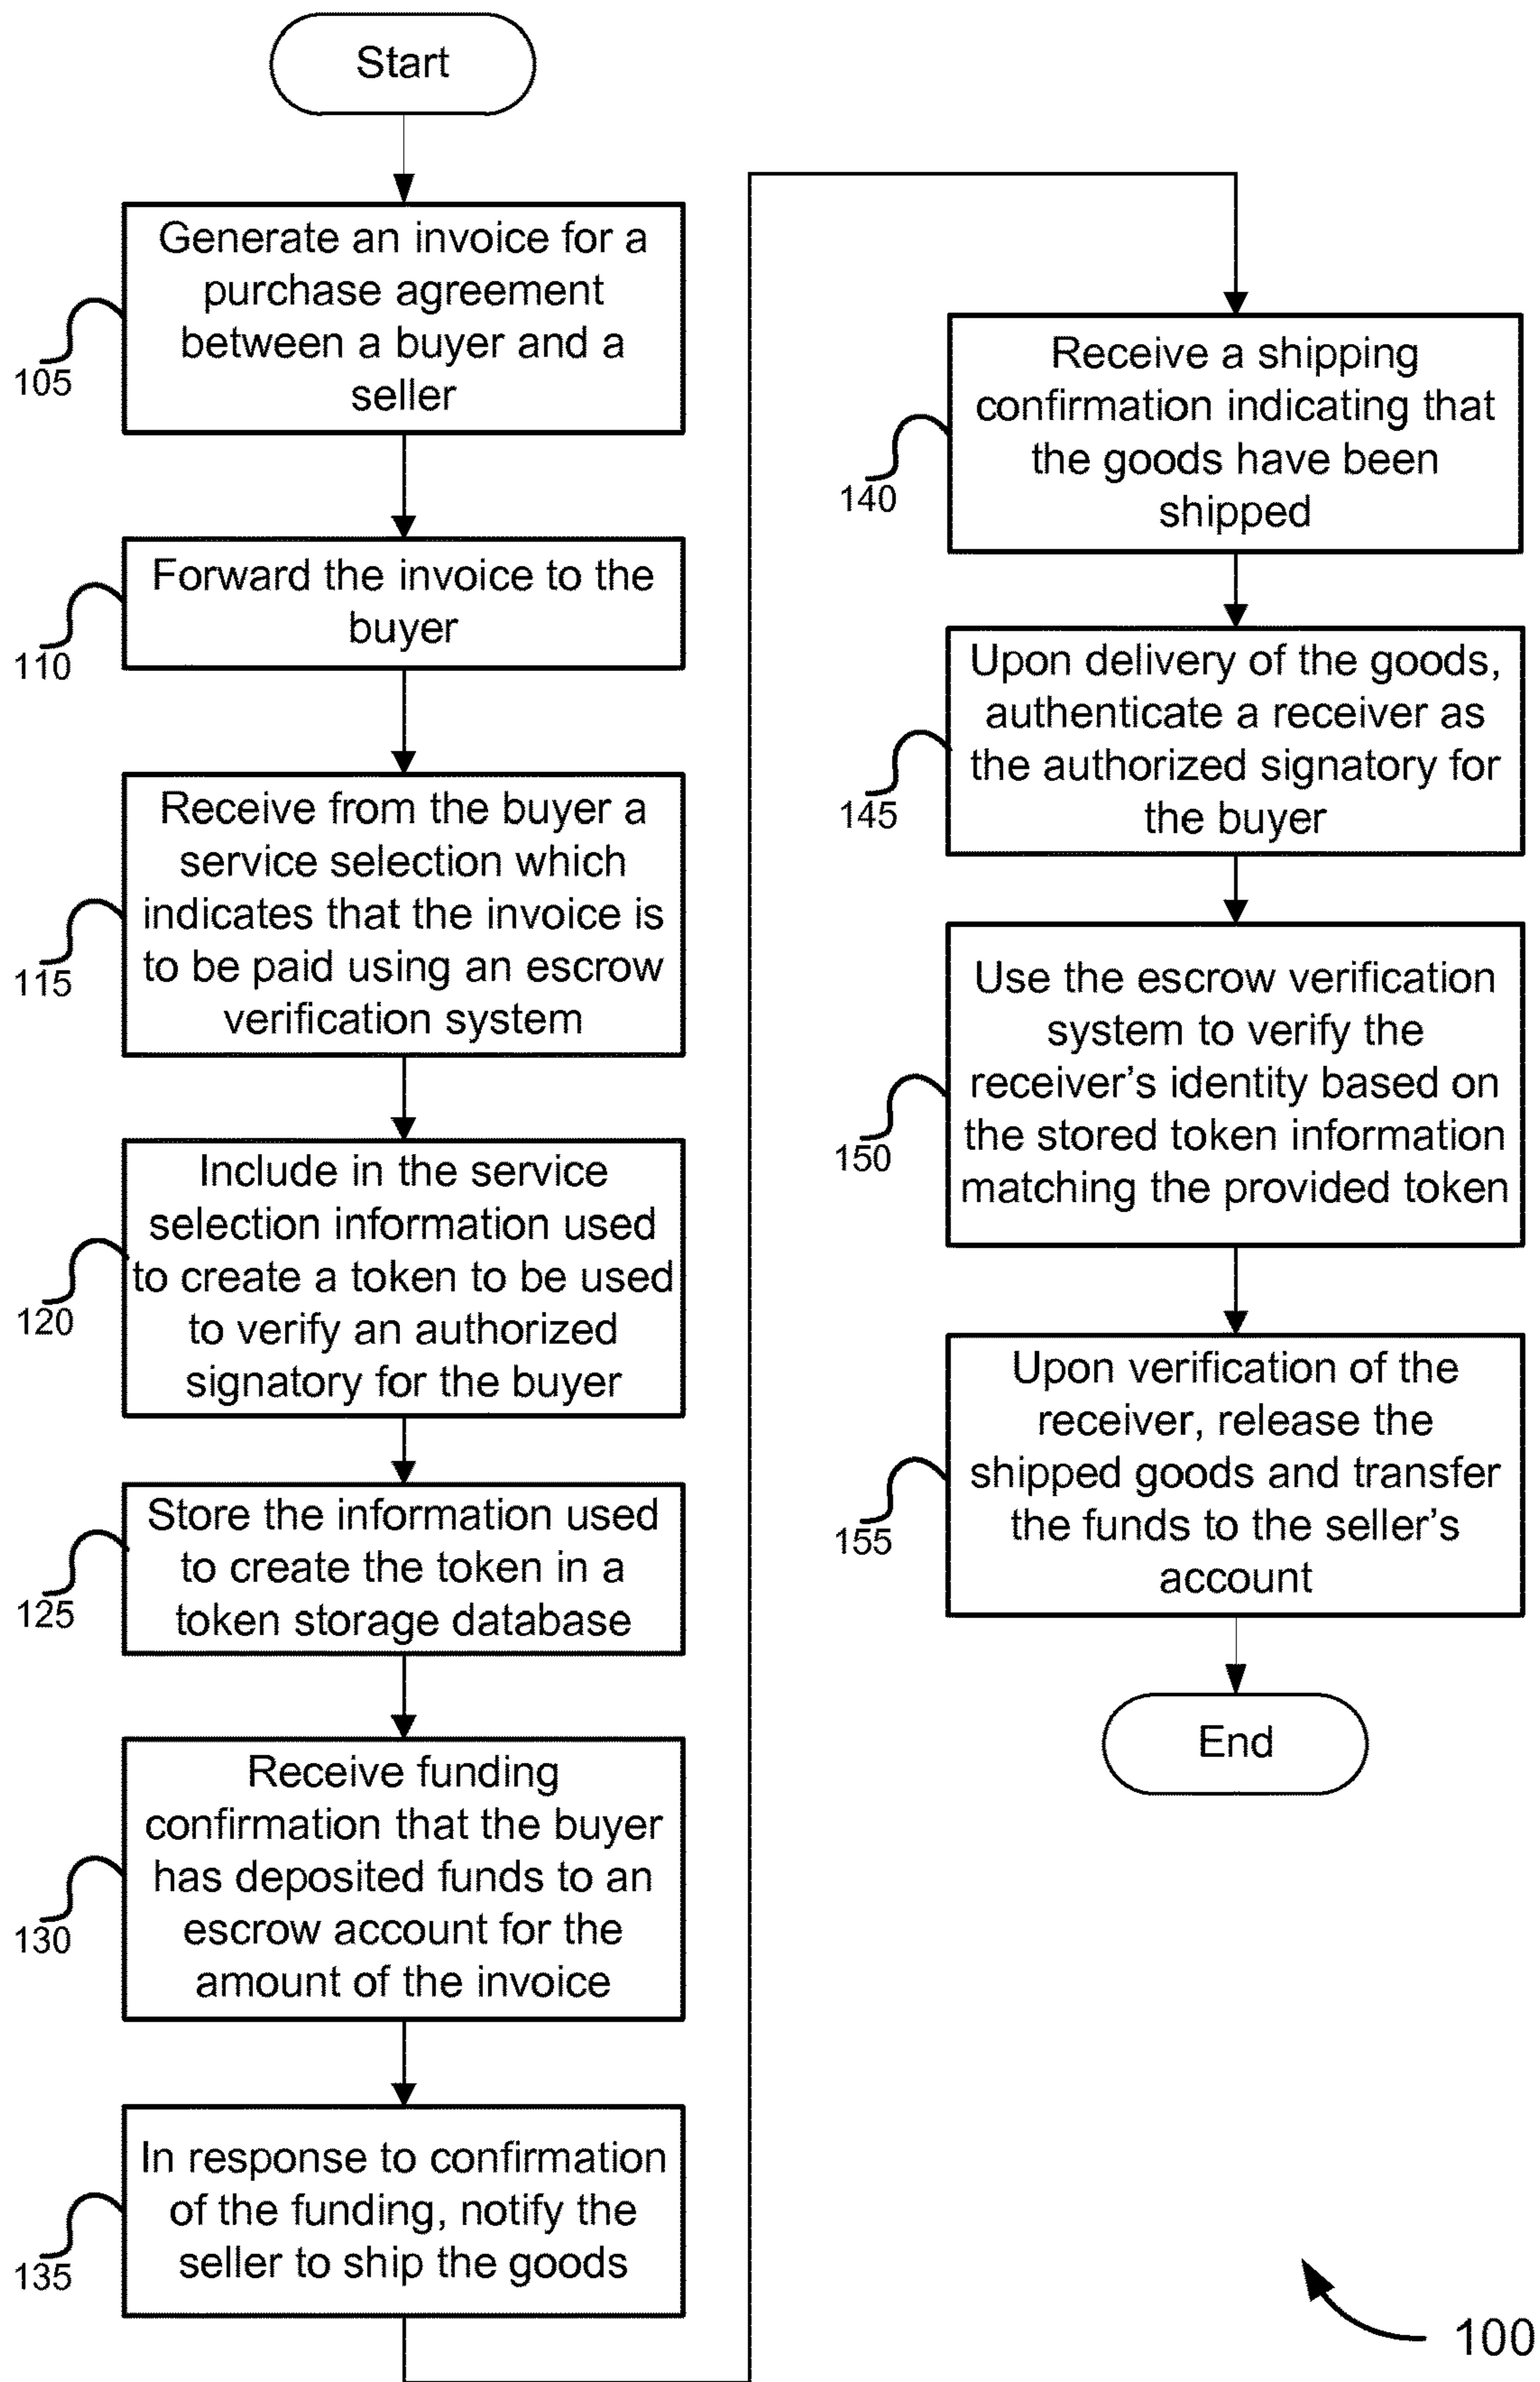 Start
Generate an invoice for a
purchase agreement
between a buyer and a
seller
105
Forward the invoice to the
buyer
110
Receive from the buyer a
service selection which
indicates that the invoice is
to be paid using an escrow
verification system
115
Include in the service
selection information used
to create a token to be used
to verify an authorized
signatory for the buyer
120
Store the information used
to create the token in a
token storage database
125
Receive funding
confirmation that the buyer
has deposited funds to an
escrow account for the
amount of the invoice
130
In response to confirmation
of the funding, notify the
seller to ship the goods
135
Receive a shipping
confirmation indicating that
the goods have been
shipped
140
Upon delivery of the goods,
authenticate a receiver as
the authorized signatory for
the buyer
145
Use the escrow verification
system to verify the
receiver's identity based on
the stored token information
matching the provided token
150
Upon verification of the
receiver, release the
shipped goods and transfer
the funds to the seller's
account
155
End
100